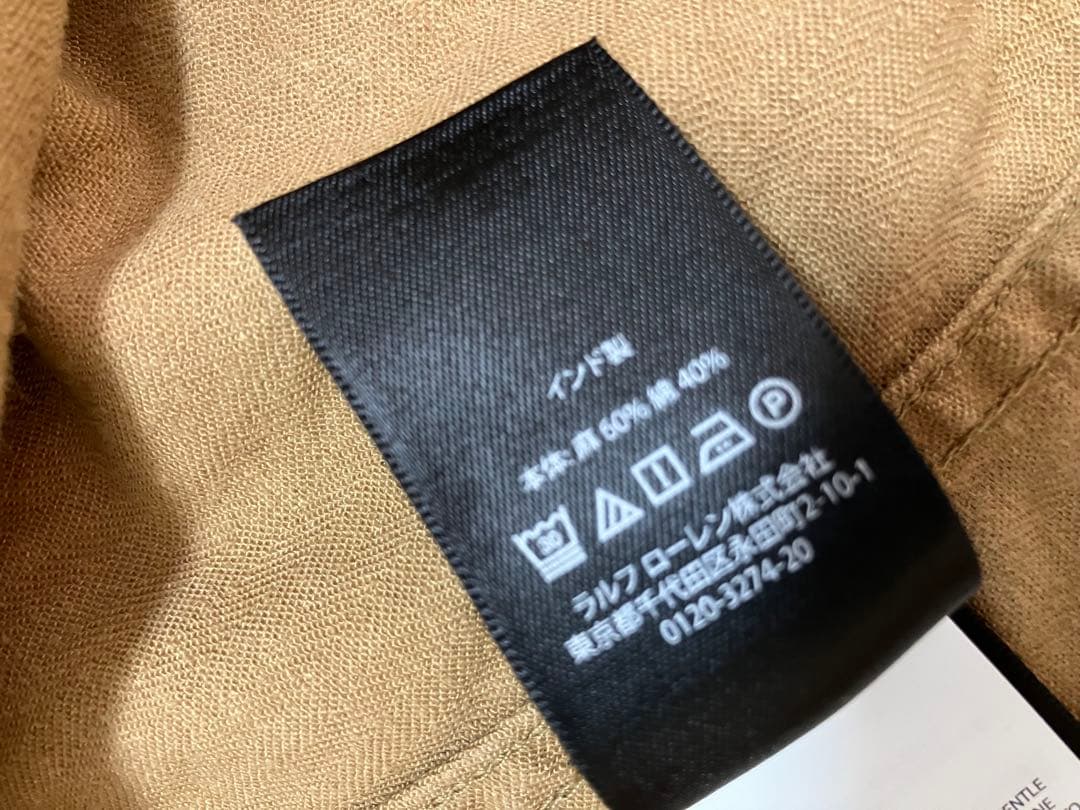 インド製
本体: 麻 60% 綿 40%
30 P
ラルフ ローレン株式会社
東京都千代田区永田町2-10-1
0120-3274-20